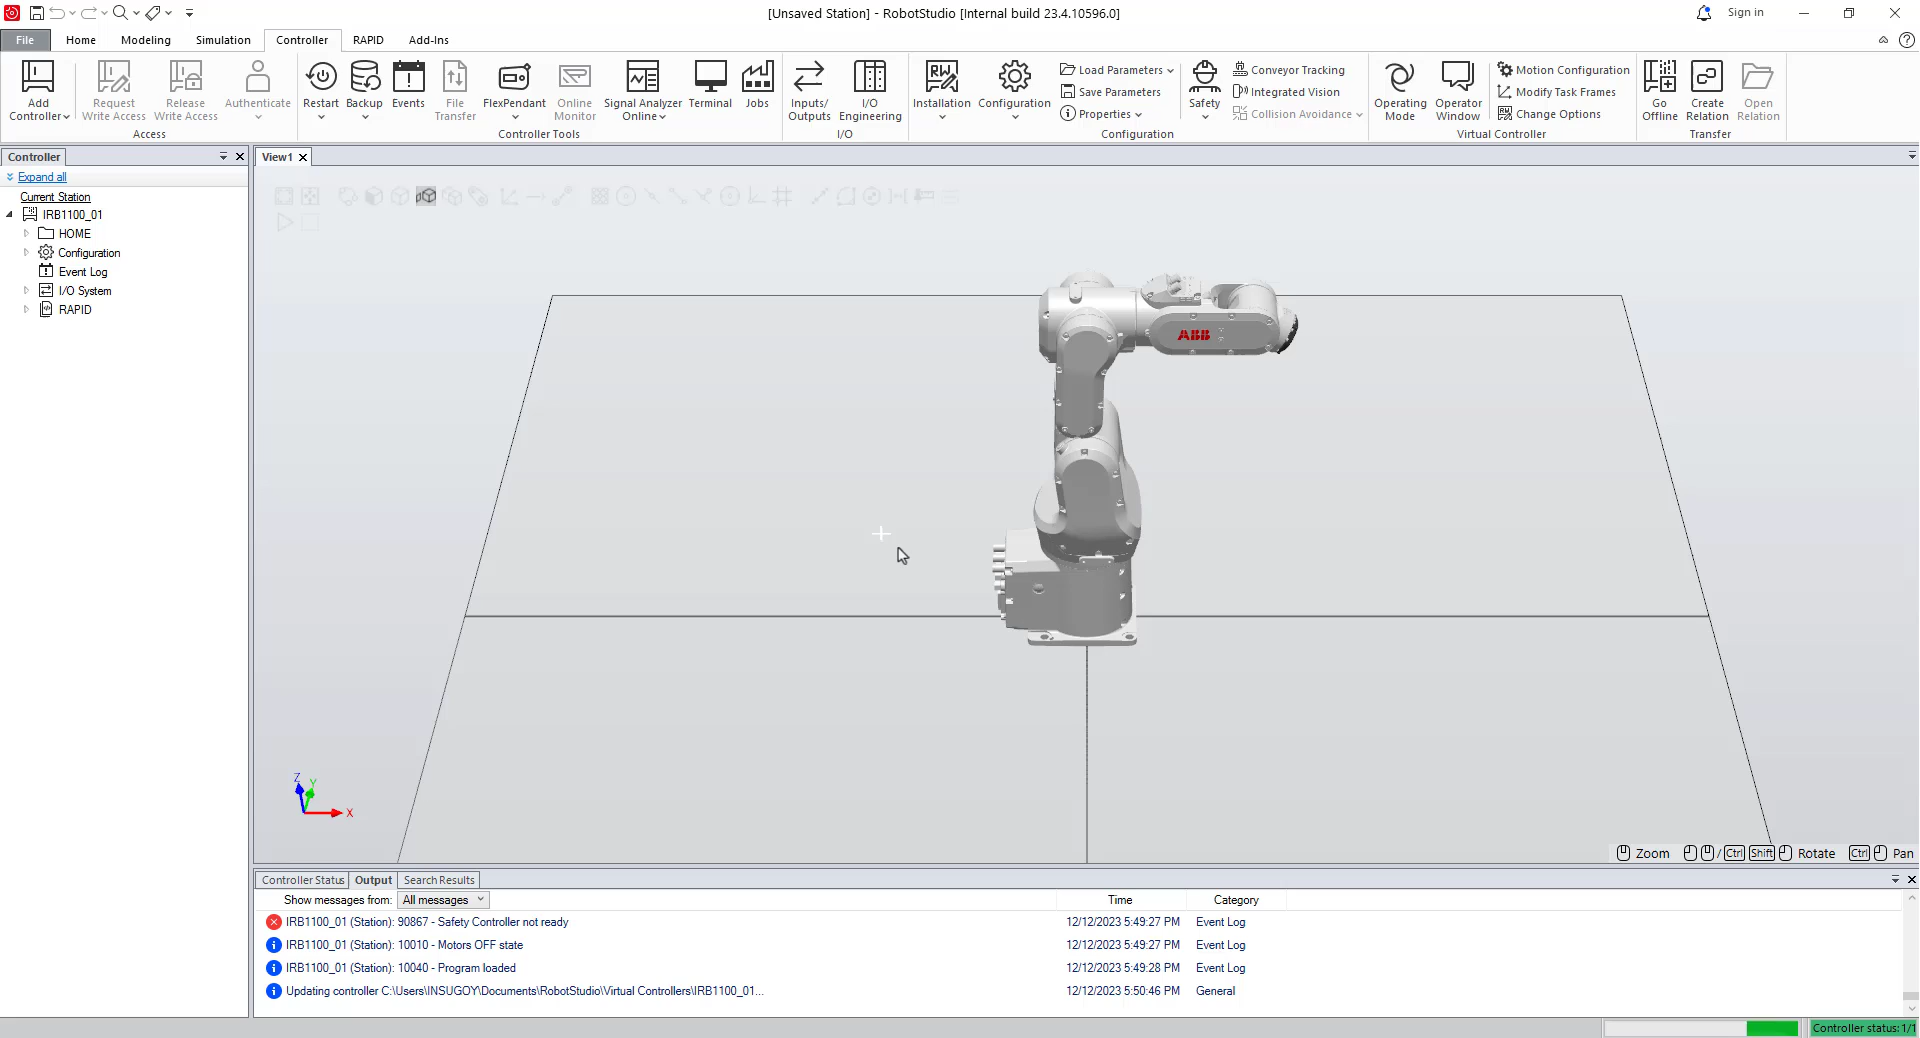 [Unsaved Station] - RobotStudio [Internal build 23.4.10596.0]
Sign in
File Home Modeling Simulation Controller RAPID Add-Ins
Add Controller
Request Write Access
Release Write Access
Authenticate
Access
Restart
Backup
Events
File Transfer
FlexPendant
Online Monitor
Signal Analyzer Online
Terminal
Jobs
Controller Tools
Inputs/ Outputs
I/O Engineering
I/O
RW
Installation
Configuration
Load Parameters
Save Parameters
Properties
Safety
Conveyor Tracking
Integrated Vision
Collision Avoidance
Configuration
Operating Mode
Operator Window
Motion Configuration
Modify Task Frames
Change Options
Virtual Controller
Go Offline
Create Relation
Open Relation
Transfer
Controller
Expand all
Current Station
IRB1100_01
HOME
Configuration
Event Log
I/O System
RAPID
View1
ABB
Z
Y
X
Zoom / Ctrl Shift Rotate Ctrl Pan
Controller Status Output Search Results
Show messages from: All messages Time Category
IRB1100_01 (Station): 90867 - Safety Controller not ready 12/12/2023 5:49:27 PM Event Log
IRB1100_01 (Station): 10010 - Motors OFF state 12/12/2023 5:49:27 PM Event Log
IRB1100_01 (Station): 10040 - Program loaded 12/12/2023 5:49:28 PM Event Log
Updating controller C:\Users\INSUGOY\Documents\RobotStudio\Virtual Controllers\IRB1100_01... 12/12/2023 5:50:46 PM General
Controller status: 1/1